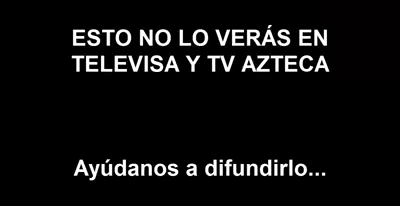 ESTO NO LO VERÁS EN
TELEVISA Y TV AZTECA
Ayúdanos a difundirlo...